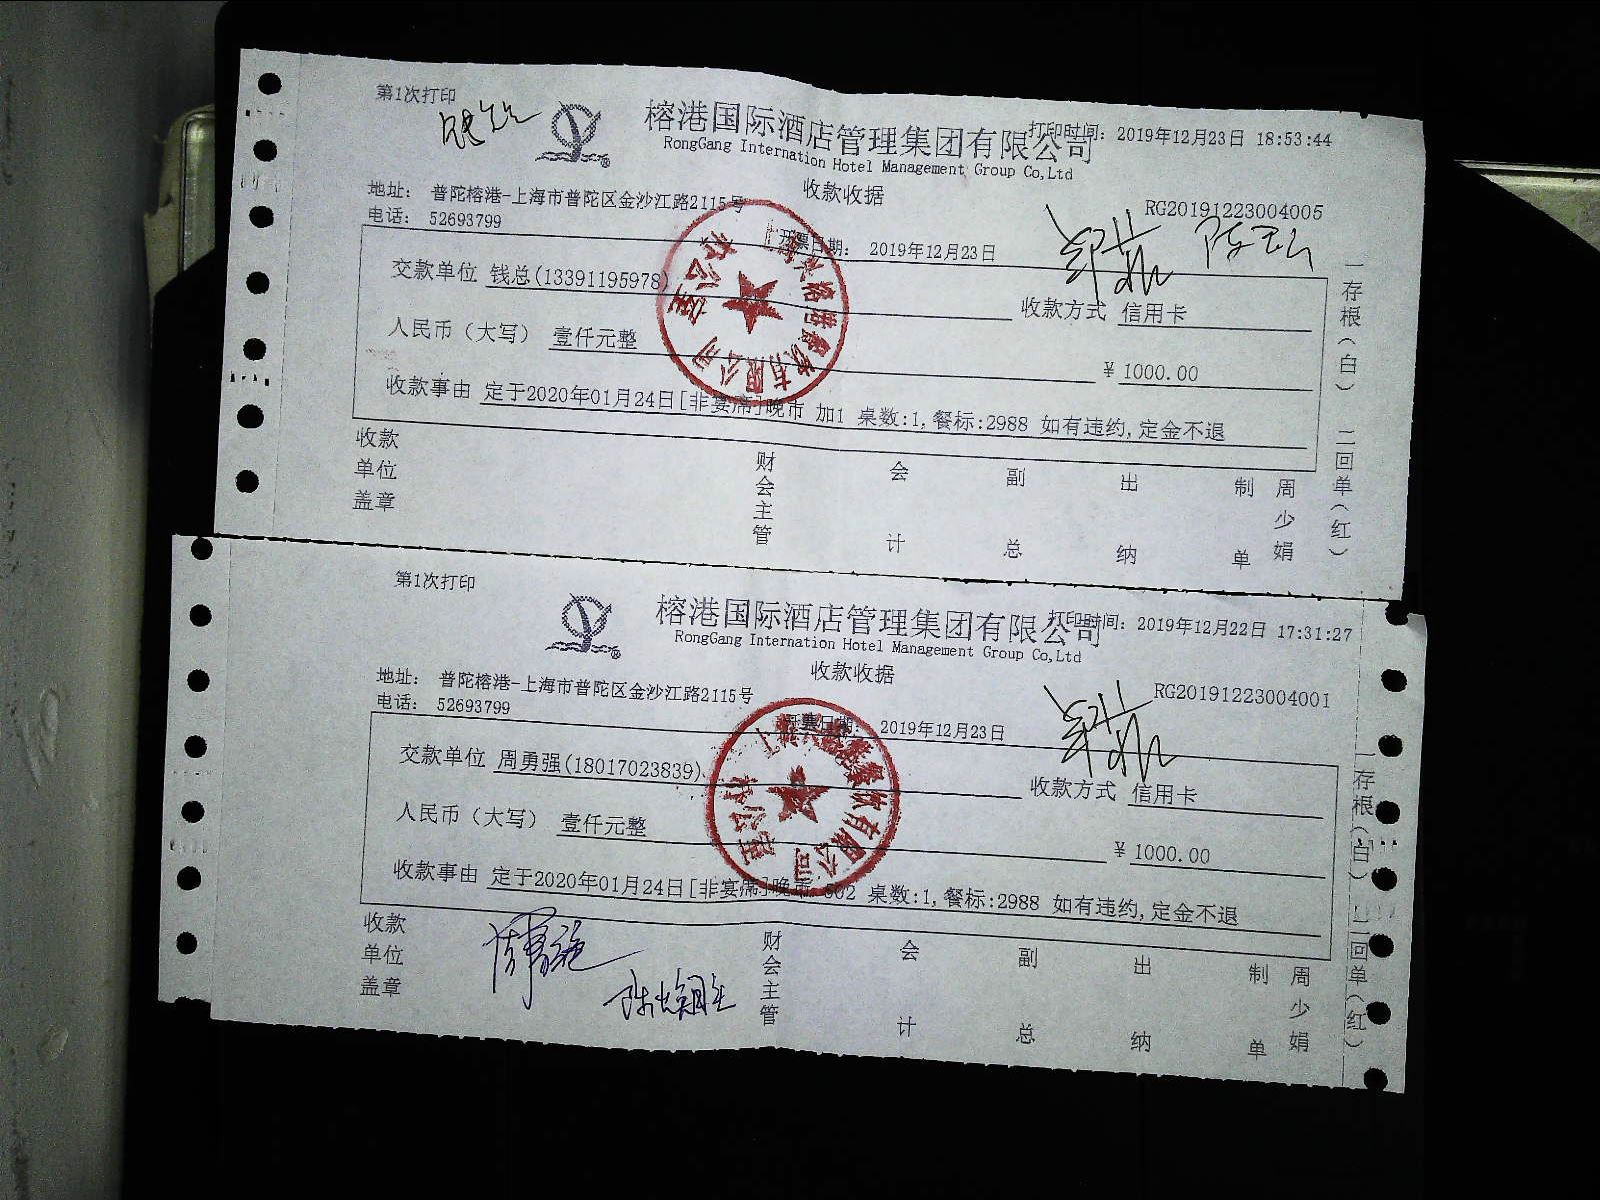 第1次打印
榕港国际酒店管理集团有限公司
打印时间: 2019年12月23日 18:53:44
RongGang Internation Hotel Management Group Co,Ltd
收款收据
地址: 普陀榕港-上海市普陀区金沙江路2115号
RG20191223004005
电话: 52693799
开票日期: 2019年12月23日
交款单位 钱总(13391195978)
收款方式 信用卡
人民币(大写) 壹仟元整
¥ 1000.00
收款事由 定于2020年01月24日[非宴席]晚市 加1 桌数:1,餐标:2988 如有违约,定金不退
一存根(白) 二回单(红)
收款单位盖章
财会主管
会计
副总
出纳
制单
周少娟
第1次打印
榕港国际酒店管理集团有限公司
打印时间: 2019年12月22日 17:31:27
RongGang Internation Hotel Management Group Co,Ltd
收款收据
地址: 普陀榕港-上海市普陀区金沙江路2115号
RG20191223004001
电话: 52693799
开票日期: 2019年12月23日
交款单位 周勇强(18017023839)
收款方式 信用卡
人民币(大写) 壹仟元整
¥ 1000.00
收款事由 定于2020年01月24日[非宴席]晚市 802 桌数:1,餐标:2988 如有违约,定金不退
一存根(白) 二回单(红)
收款单位盖章
财会主管
会计
副总
出纳
制单
周少娟